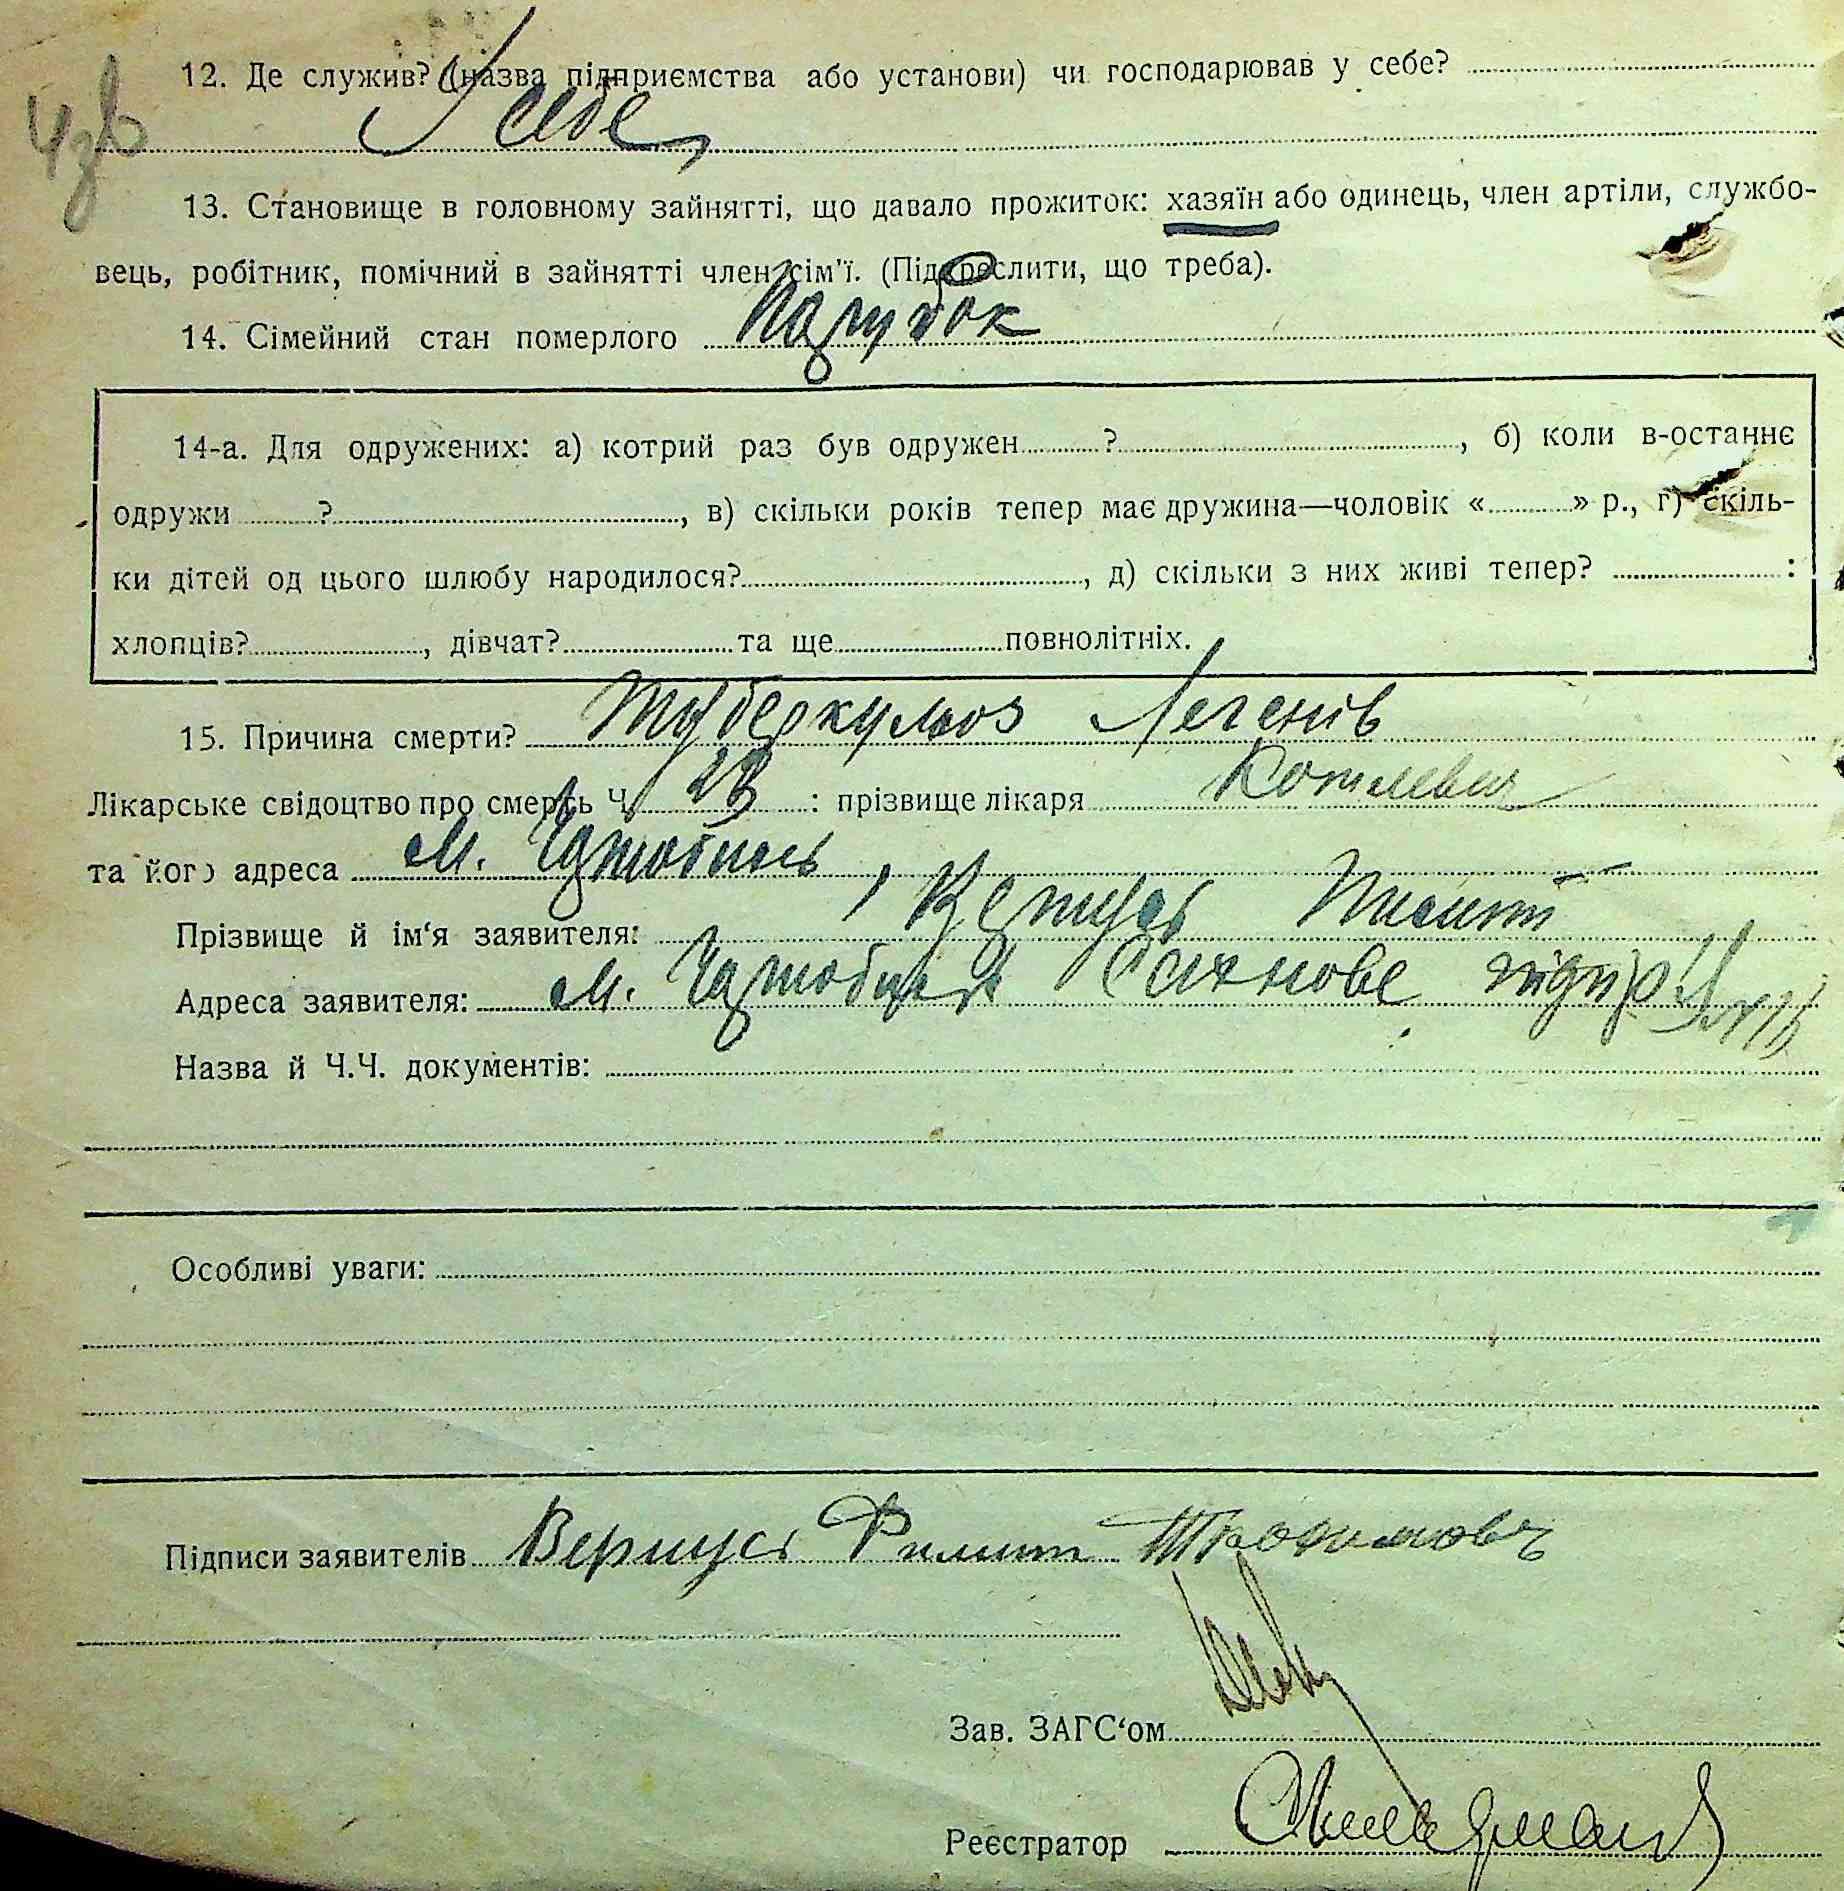 12. Де служив? (назва підприємства або установи) чи господарював у себе?
У себе
13. Становище в головному зайнятті, що давало прожиток: хазяїн або одинець, член артіли, службо-
вець, робітник, помічний в зайнятті член сім'ї. (Підкреслити, що треба).
14. Сімейний стан померлого Парубок
14-а. Для одружених: а) котрий раз був одружен ?, б) коли в-останнє
одружи ?, в) скільки років тепер має дружина—чоловік « » р., г) скіль-
ки дітей од цього шлюбу народилося?, д) скільки з них живі тепер? :
хлопців?, дівчат? та ще повнолітніх.
15. Причина смерти? Туберкульоз Легенів
Лікарське свідоцтво про смерть Ч. 23 : прізвище лікаря
та його адреса м.
Прізвище й ім‘я заявителя:
Адреса заявителя: м.
Назва й Ч.Ч. документів:
Особливі уваги:
Підписи заявителів Филип
Зав. ЗАГС‘ом
Реєстратор